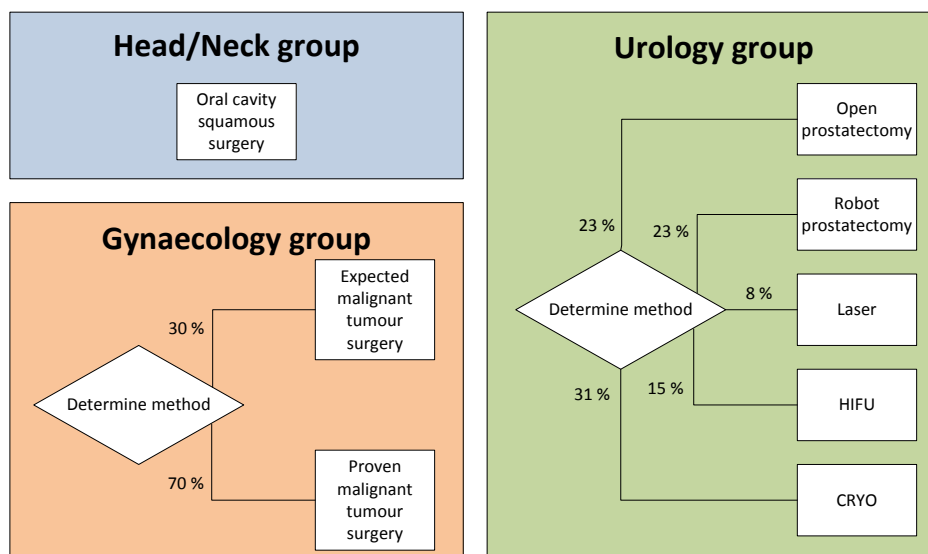 Head/Neck group
Oral cavity
squamous
surgery
Gynaecology group
Expected
malignant
tumour
surgery
30 %
Determine method
70 %
Proven
malignant
tumour
surgery
Urology group
Open
prostatectomy
Robot
prostatectomy
23 %
23 %
Determine method
8 %
Laser
31 %
15 %
HIFU
CRYO